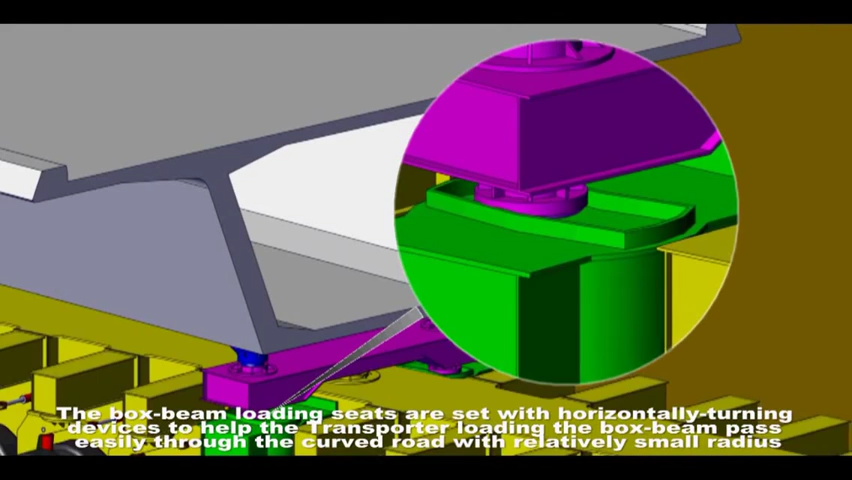 The box-beam loading seats are set with horizontally-turning
devices to help the Transporter loading the box-beam pass
easily through the curved road with relatively small radius